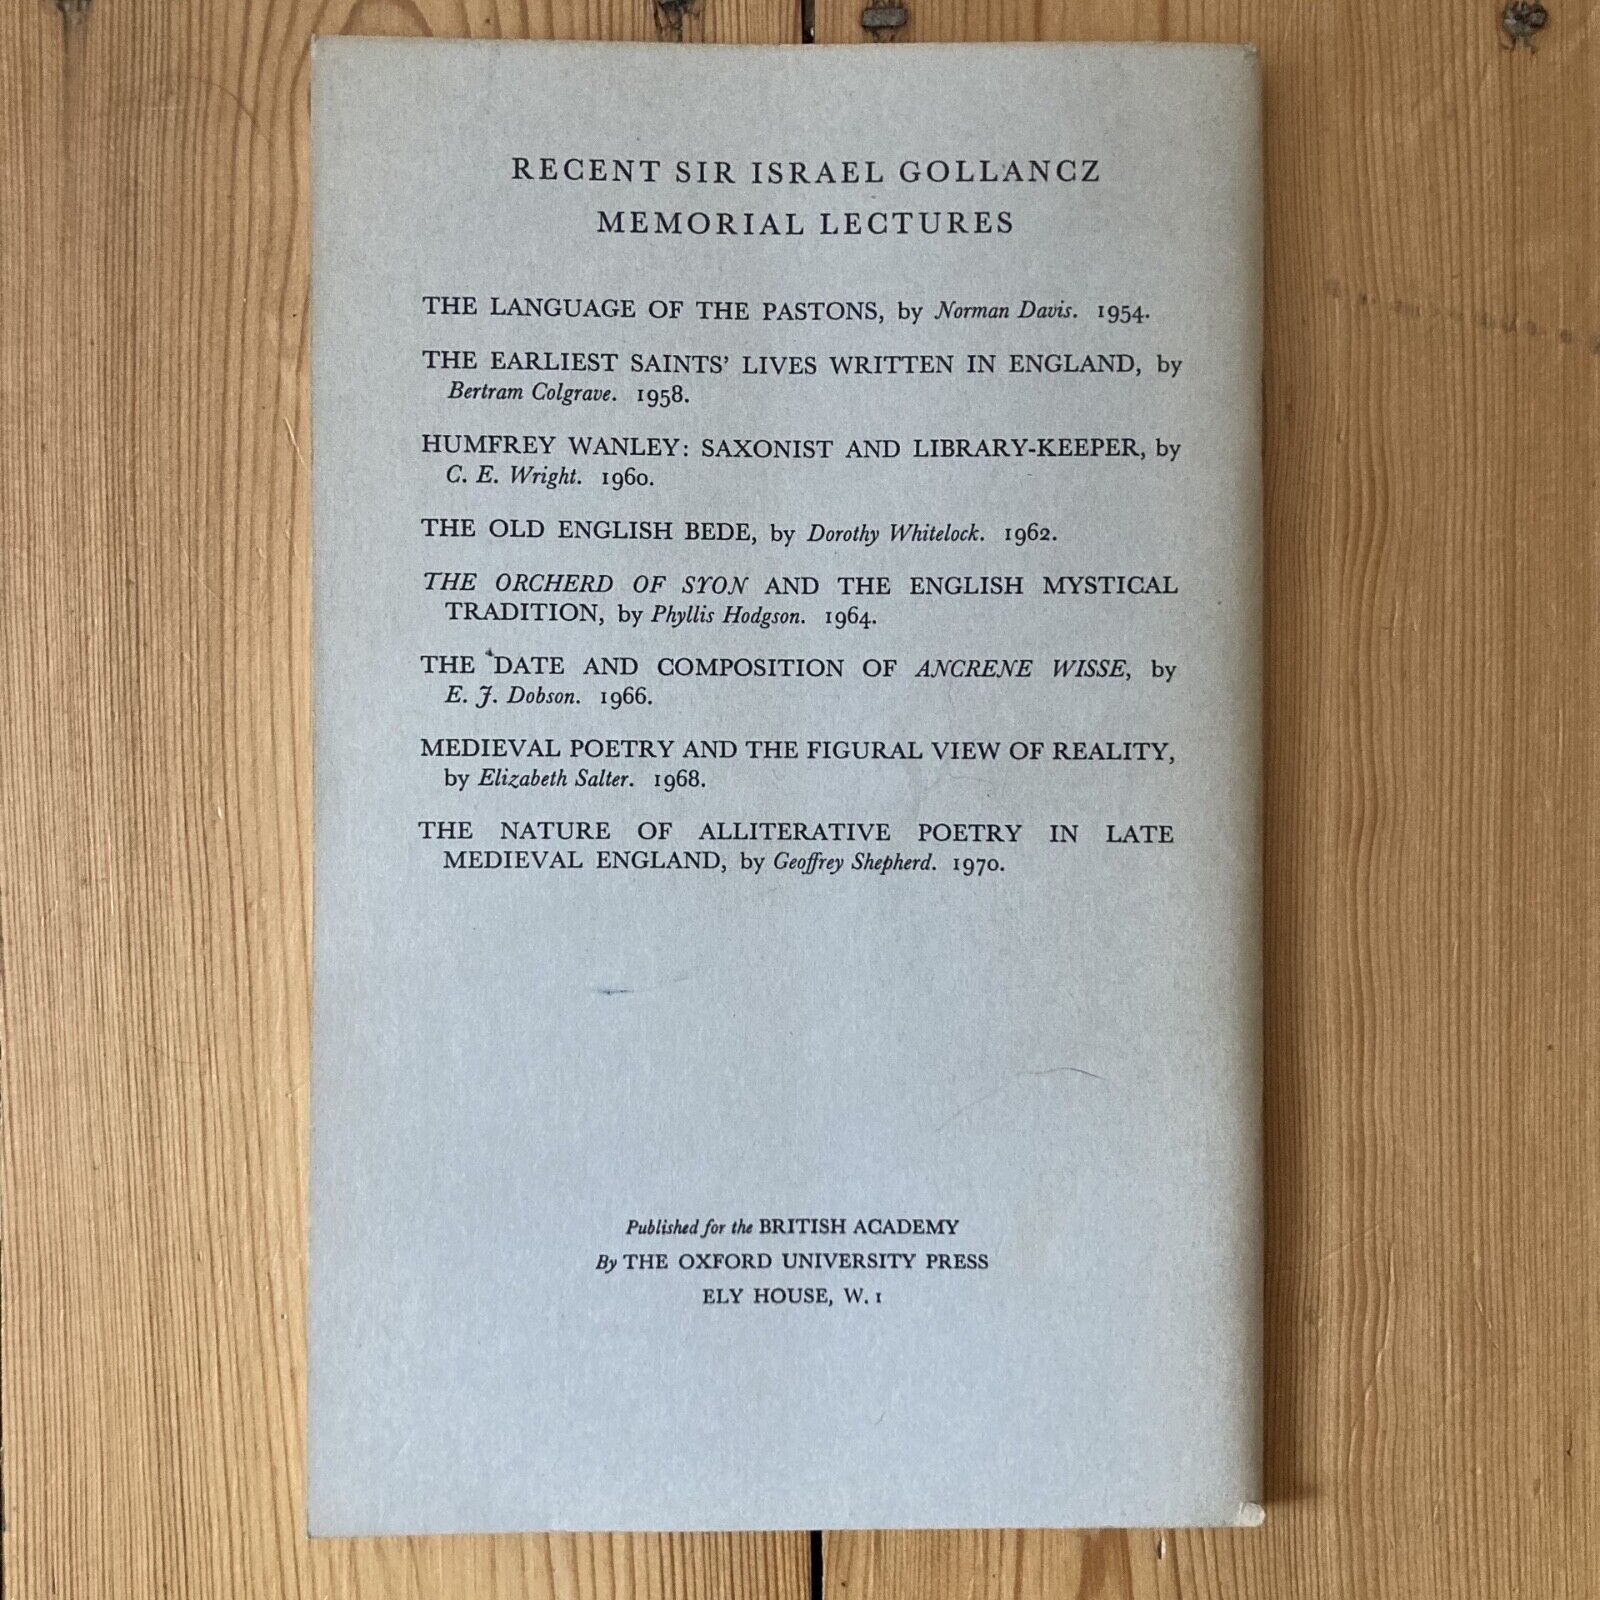 RECENT SIR ISRAEL GOLLANCZ
MEMORIAL LECTURES
THE LANGUAGE OF THE PASTONS, by Norman Davis. 1954.
THE EARLIEST SAINTS' LIVES WRITTEN IN ENGLAND, by
Bertram Colgrave. 1958.
HUMFREY WANLEY: SAXONIST AND LIBRARY-KEEPER, by
C. E. Wright. 1960.
THE OLD ENGLISH BEDE, by Dorothy Whitelock. 1962.
THE ORCHERD OF SYON AND THE ENGLISH MYSTICAL
TRADITION, by Phyllis Hodgson. 1964.
THE DATE AND COMPOSITION OF ANCRENE WISSE, by
E. J. Dobson. 1966.
MEDIEVAL POETRY AND THE FIGURAL VIEW OF REALITY,
by Elizabeth Salter. 1968.
THE NATURE OF ALLITERATIVE POETRY IN LATE
MEDIEVAL ENGLAND, by Geoffrey Shepherd. 1970.
Published for the BRITISH ACADEMY
By THE OXFORD UNIVERSITY PRESS
ELY HOUSE, W. 1